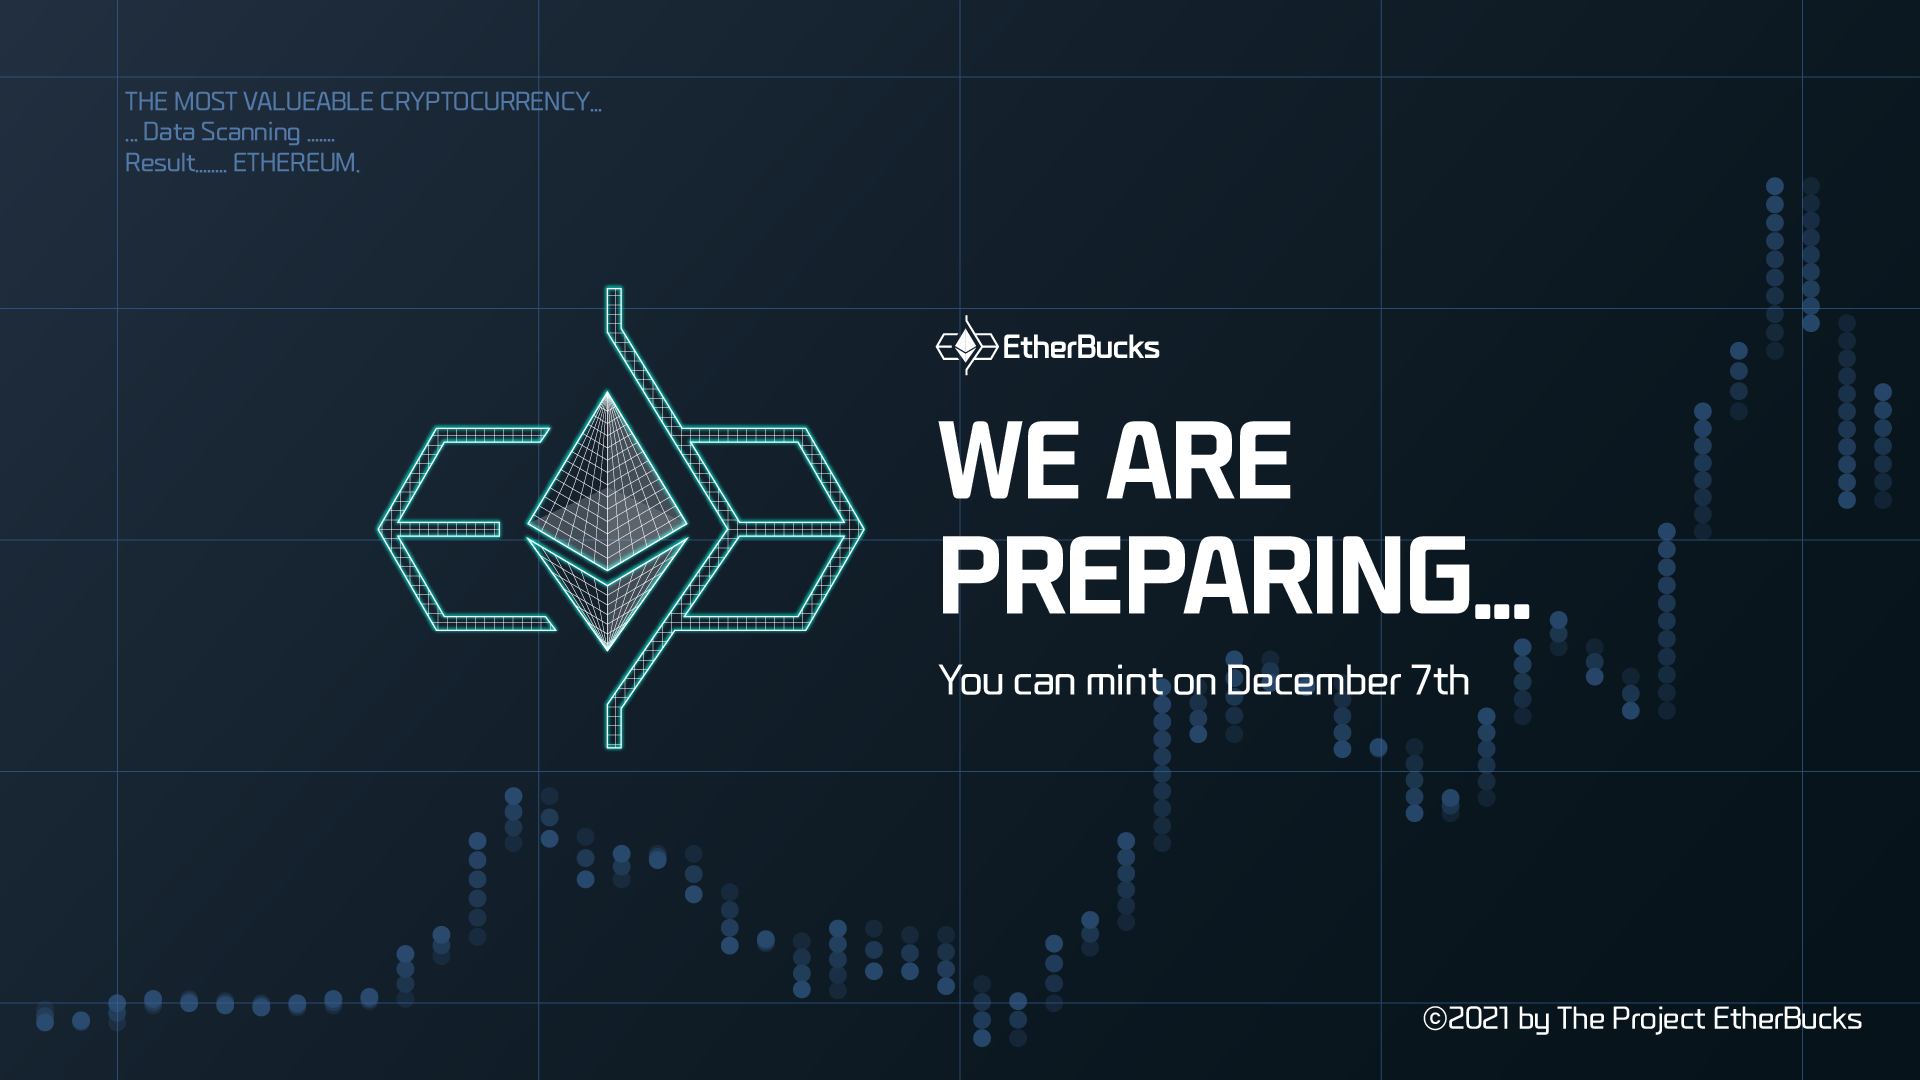 THE MOST VALUEABLE CRYPTOCURRENCY...
... Data Scanning .......
Result........ ETHEREUM.
EtherBucks
WE ARE
PREPARING...
You can mint on December 7th
©2021 by The Project EtherBucks